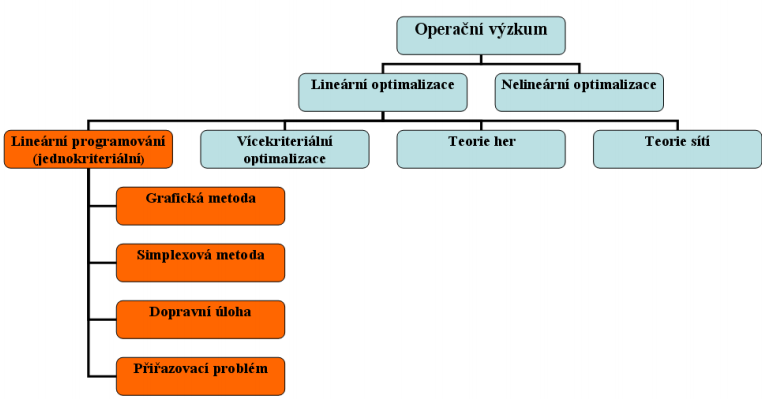 Operační výzkum
Lineární optimalizace
Nelineární optimalizace
Lineární programování
(jednokriteriální)
Vícekriteriální
optimalizace
Teorie her
Teorie sítí
Grafická metoda
Simplexová metoda
Dopravní úloha
Přiřazovací problém